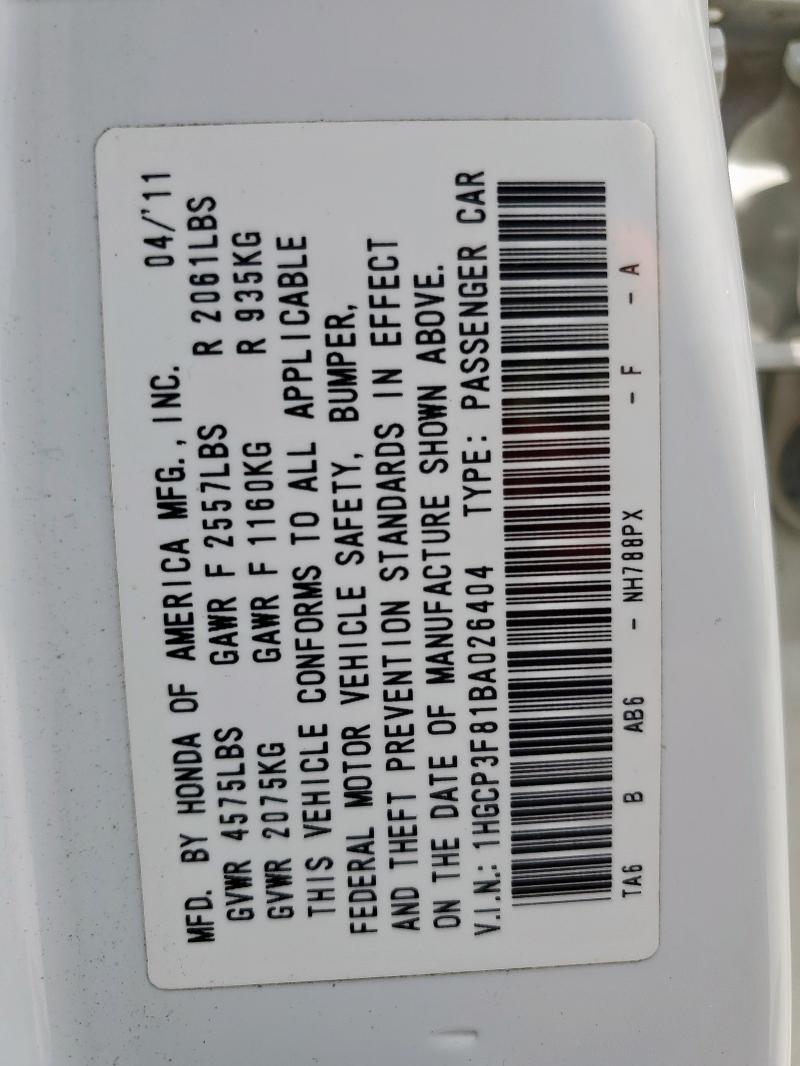 MFD. BY HONDA OF AMERICA MFG., INC. 04/'11
GVWR 4575LBS GAWR F 2557LBS R 2061LBS
GVWR 2075KG GAWR F 1160KG R 935KG
THIS VEHICLE CONFORMS TO ALL APPLICABLE
FEDERAL MOTOR VEHICLE SAFETY, BUMPER,
AND THEFT PREVENTION STANDARDS IN EFFECT
ON THE DATE OF MANUFACTURE SHOWN ABOVE.
V.I.N.: 1HGCP3F81BA026404 TYPE: PASSENGER CAR
TA6 B AB6 - NH788PX - F - A